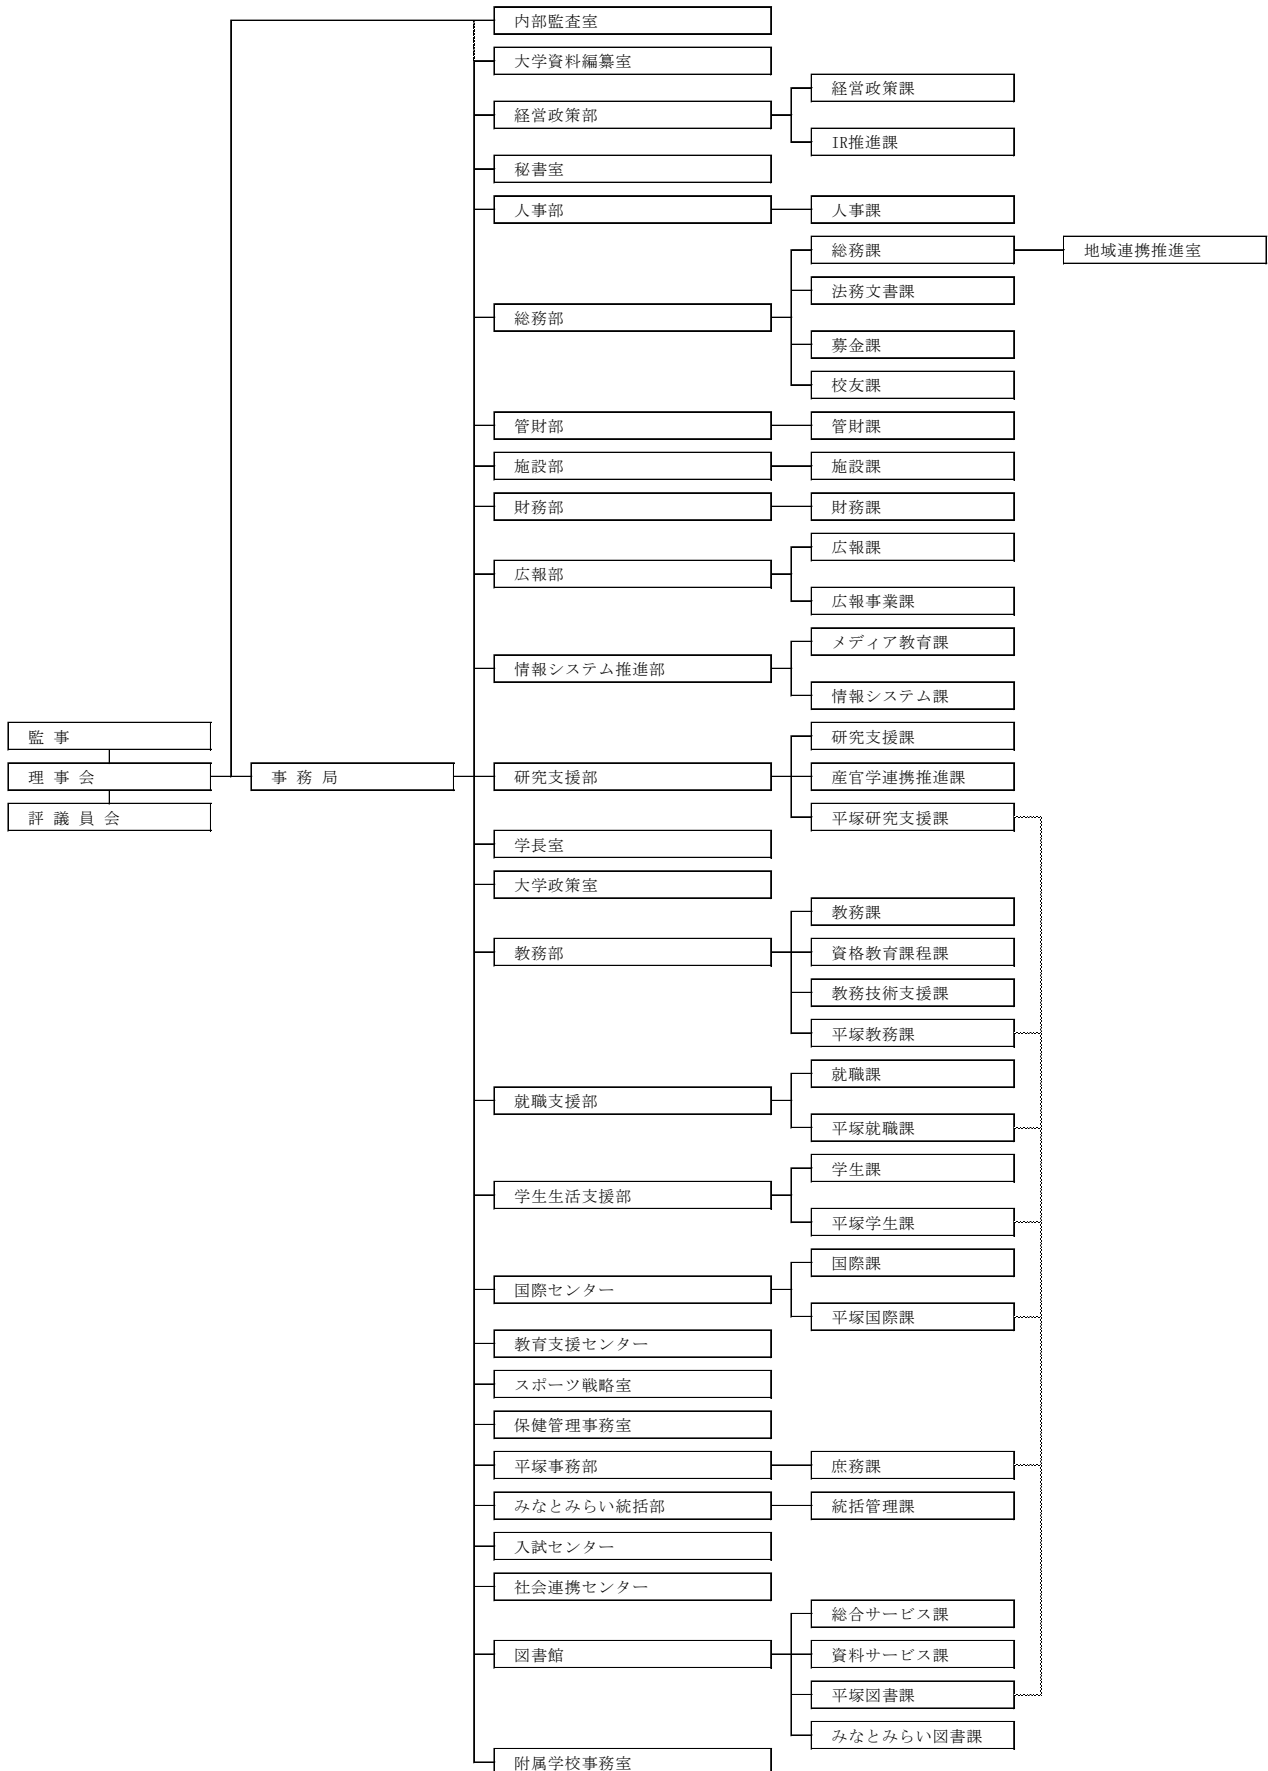 内部監査室
大学資料編纂室
経営政策課
経営政策部
IR推進課
秘書室
人事部 人事課
総務課 地域連携推進室
法務文書課
総務部
募金課
校友課
管財部 管財課
施設部 施設課
財務部 財務課
広報課
広報部
広報事業課
メディア教育課
情報システム推進部
情報システム課
監 事 研究支援課
理 事 会 事 務 局 研究支援部 産官学連携推進課
評 議 員 会 平塚研究支援課
学長室
大学政策室
教務課
教務部 資格教育課程課
教務技術支援課
平塚教務課
就職課
就職支援部
平塚就職課
学生課
学生生活支援部
平塚学生課
国際課
国際センター
平塚国際課
教育支援センター
スポーツ戦略室
保健管理事務室
平塚事務部 庶務課
みなとみらい統括部 統括管理課
入試センター
社会連携センター
総合サービス課
図書館 資料サービス課
平塚図書課
みなとみらい図書課
附属学校事務室